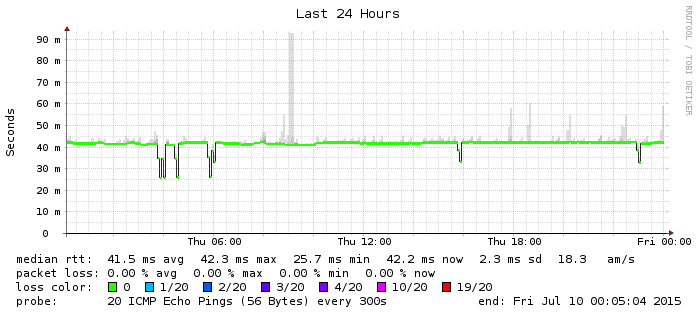 Last 24 Hours
RRDTOOL / TOBI OETIKER
Seconds
90 m
80 m
70 m
60 m
50 m
40 m
30 m
20 m
10 m
0
Thu 06:00 Thu 12:00 Thu 18:00 Fri 00:00
median rtt: 41.5 ms avg 42.3 ms max 25.7 ms min 42.2 ms now 2.3 ms sd 18.3 am/s
packet loss: 0.00 % avg 0.00 % max 0.00 % min 0.00 % now
loss color: 0 1/20 2/20 3/20 4/20 10/20 19/20
probe: 20 ICMP Echo Pings (56 Bytes) every 300s end: Fri Jul 10 00:05:04 2015